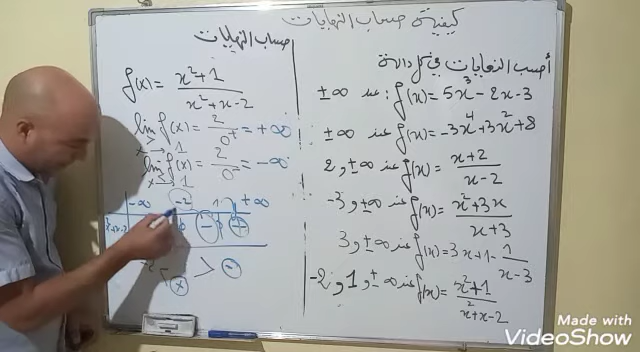 كيفية حساب النهايات
أحسب النهايات في كل دالة
±∞ عند: f(x) = 5x³ - 2x - 3
±∞ عند f(x) = -3x⁴ + 3x² + 8
2 و ±∞ عند f(x) = (x+2)/(x-2)
-3 و ±∞ عند f(x) = (x²+3x)/(x+3)
3 و ±∞ عند f(x) = 3x+1 - 1/(x-3)
-2 و 1 و ±∞ عند f(x) = (x²+1)/(x²+x-2)
حساب النهايات
f(x) = (x²+1)/(x²+x-2)
lim f(x) = 2/0⁺ = +∞
x > 1
lim f(x) = 2/0⁻ = -∞
x < 1
-∞ -2 1 +∞
x²+x-2 - +
-2
< +
> -
Made with
VideoShow